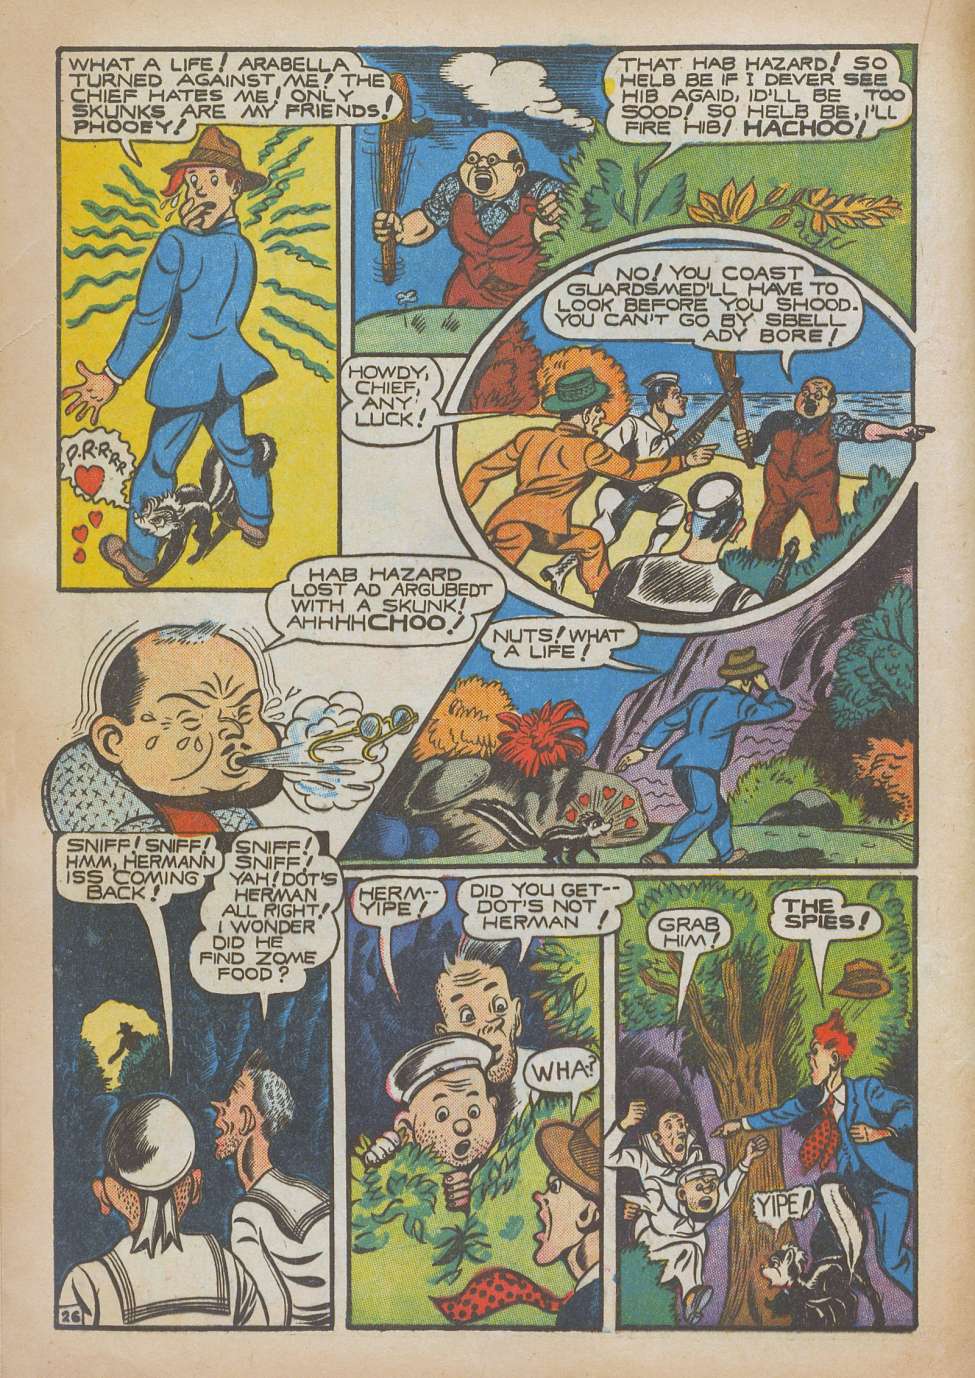 WHAT A LIFE! ARABELLA
TURNED AGAINST ME! THE
CHIEF HATES ME! ONLY
SKUNKS ARE MY FRIENDS!
PHOOEY!
P.R-R-R-R
THAT HAB HAZARD! SO
HELB BE IF I DEVER SEE
HIB AGAID, ID'LL BE TOO
SOOD! SO HELB BE, I'LL
FIRE HIB! HACHOO!
HOWDY,
CHIEF,
ANY
LUCK!
NO! YOU COAST
GUARDSMED'LL HAVE TO
LOOK BEFORE YOU SHOOD.
YOU CAN'T GO BY SBELL
ADY BORE!
HAB HAZARD
LOST AD ARGUBEDT
WITH A SKUNK!
AHHHHCHOO!
NUTS! WHAT
A LIFE!
SNIFF! SNIFF!
HMM, HERMANN
ISS COMING
BACK!
SNIFF!
SNIFF!
YAH! DOT'S
HERMAN
ALL RIGHT!
I WONDER
DID HE
FIND ZOME
FOOD?
26
HERM--
YIPE!
DID YOU GET--
DOT'S NOT
HERMAN!
WHA-?
GRAB
HIM!
THE
SPIES!
YIPE!